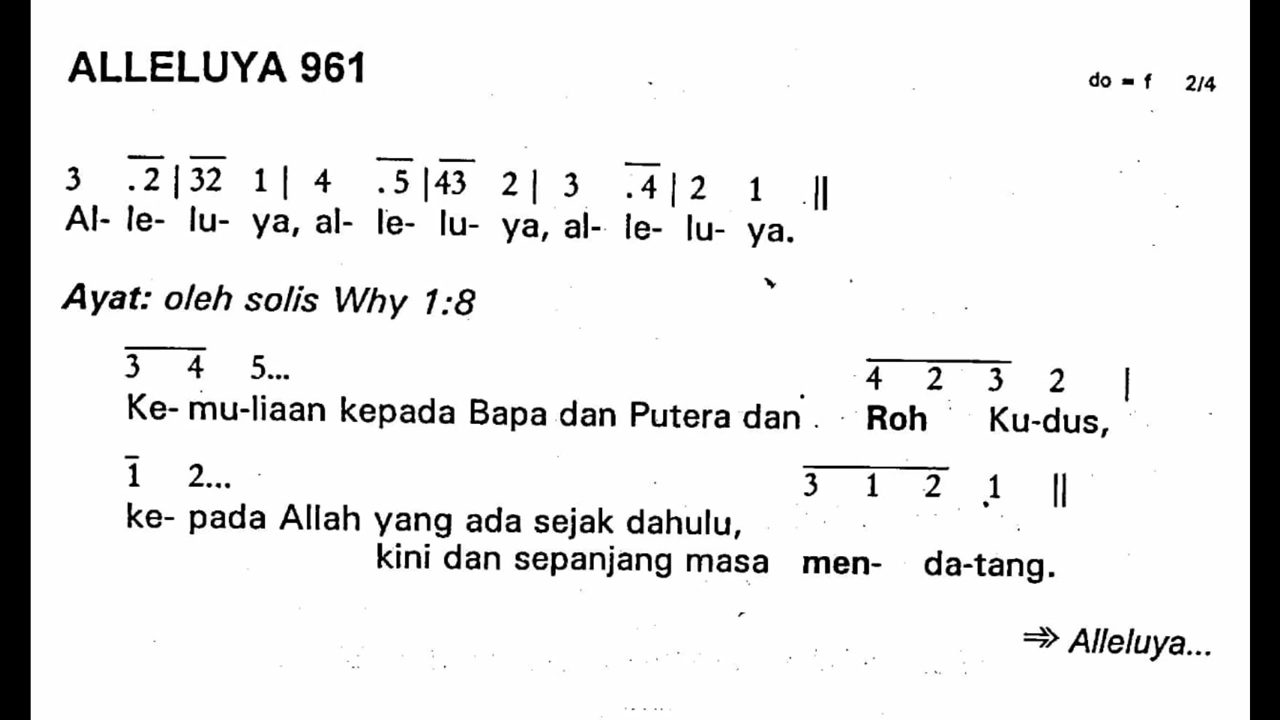 ALLELUYA 961
do = f 2/4
3 .2 | 32 1 | 4 .5 | 43 2 | 3 .4 | 2 1 . ||
Al- le- lu- ya, al- le- lu- ya, al- le- lu- ya.
Ayat: oleh solis Why 1:8
3 4 5... 4 2 3 2 |
Ke- mu-liaan kepada Bapa dan Putera dan Roh Ku-dus,
1 2... 3 1 2 1 ||
ke- pada Allah yang ada sejak dahulu,
kini dan sepanjang masa men- da-tang.
⇒ Alleluya...